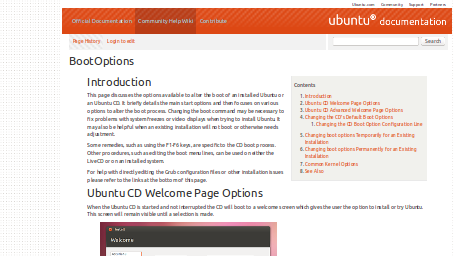 Ubuntu.com Community Support Partners
Official Documentation Community Help Wiki Contribute
ubuntu® documentation
Page History Login to edit
Search
BootOptions
Introduction
This page discusses the options available to alter the boot of an installed Ubuntu or
an Ubuntu CD. It briefly details the main start options and then focuses on various
options to alter the boot process. Changing the boot command may be necessary to
fix problems with system freezes or video displays when trying to install Ubuntu. It
may also be helpful when an existing installation will not boot or otherwise needs
adjustment.
Some remedies, such as using the F1-F6 keys, are specific to the CD boot process.
Other procedures, such as editing the boot menu lines, can be used on either the
LiveCD or on an installed system.
For help with directly editing the Grub configuration files or other installation issues
please refer to the links at the bottom of this page.
Contents
1. Introduction
2. Ubuntu CD Welcome Page Options
3. Ubuntu CD Advanced Welcome Page Options
4. Changing the CD's Default Boot Options
1. Changing the CD Boot Option Configuration Line
5. Changing boot options Temporarily for an Existing
Installation
6. Changing boot options Permanently for an Existing
Installation
7. Common Kernel Options
8. See Also
Ubuntu CD Welcome Page Options
When the Ubuntu CD is started and not interrupted the CD will boot to a welcome screen which gives the user the option to install or try Ubuntu.
This screen will remain visible until a selection is made.
Install
Welcome